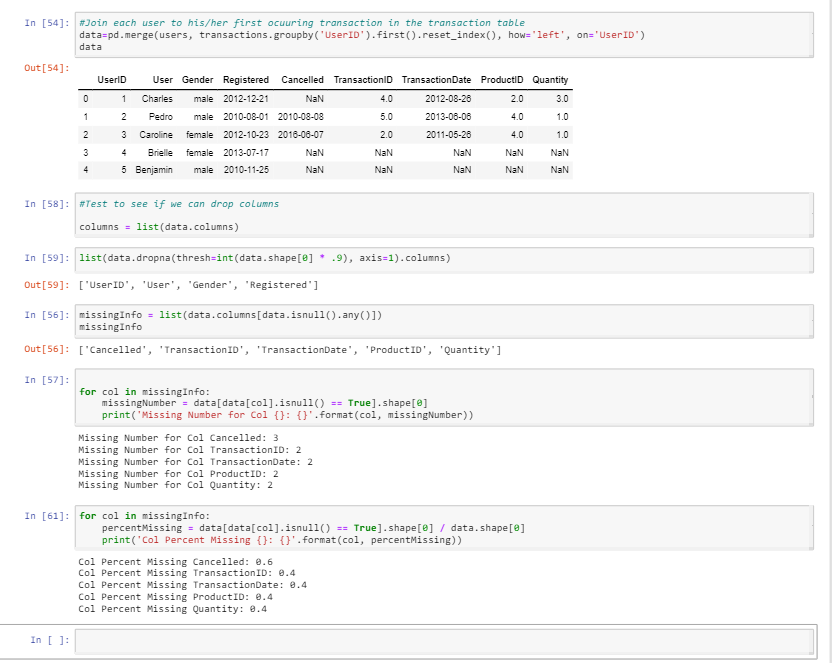 In [54]: #Join each user to his/her first ocuuring transaction in the transaction table
data=pd.merge(users, transactions.groupby('UserID').first().reset_index(), how='left', on='UserID')
data
Out[54]:
UserID User Gender Registered Cancelled TransactionID TransactionDate ProductID Quantity
0 1 Charles male 2012-12-21 NaN 4.0 2012-08-26 2.0 3.0
1 2 Pedro male 2010-08-01 2010-08-08 5.0 2013-06-06 4.0 1.0
2 3 Caroline female 2012-10-23 2016-06-07 2.0 2011-05-26 4.0 1.0
3 4 Brielle female 2013-07-17 NaN NaN NaN NaN NaN
4 5 Benjamin male 2010-11-25 NaN NaN NaN NaN NaN
In [58]: #Test to see if we can drop columns
columns = list(data.columns)
In [59]: list(data.dropna(thresh=int(data.shape[0] * .9), axis=1).columns)
Out[59]: ['UserID', 'User', 'Gender', 'Registered']
In [56]: missingInfo = list(data.columns[data.isnull().any()])
missingInfo
Out[56]: ['Cancelled', 'TransactionID', 'TransactionDate', 'ProductID', 'Quantity']
In [57]:
for col in missingInfo:
missingNumber = data[data[col].isnull() == True].shape[0]
print('Missing Number for Col {}: {}'.format(col, missingNumber))
Missing Number for Col Cancelled: 3
Missing Number for Col TransactionID: 2
Missing Number for Col TransactionDate: 2
Missing Number for Col ProductID: 2
Missing Number for Col Quantity: 2
In [61]: for col in missingInfo:
percentMissing = data[data[col].isnull() == True].shape[0] / data.shape[0]
print('Col Percent Missing {}: {}'.format(col, percentMissing))
Col Percent Missing Cancelled: 0.6
Col Percent Missing TransactionID: 0.4
Col Percent Missing TransactionDate: 0.4
Col Percent Missing ProductID: 0.4
Col Percent Missing Quantity: 0.4
In [ ]: